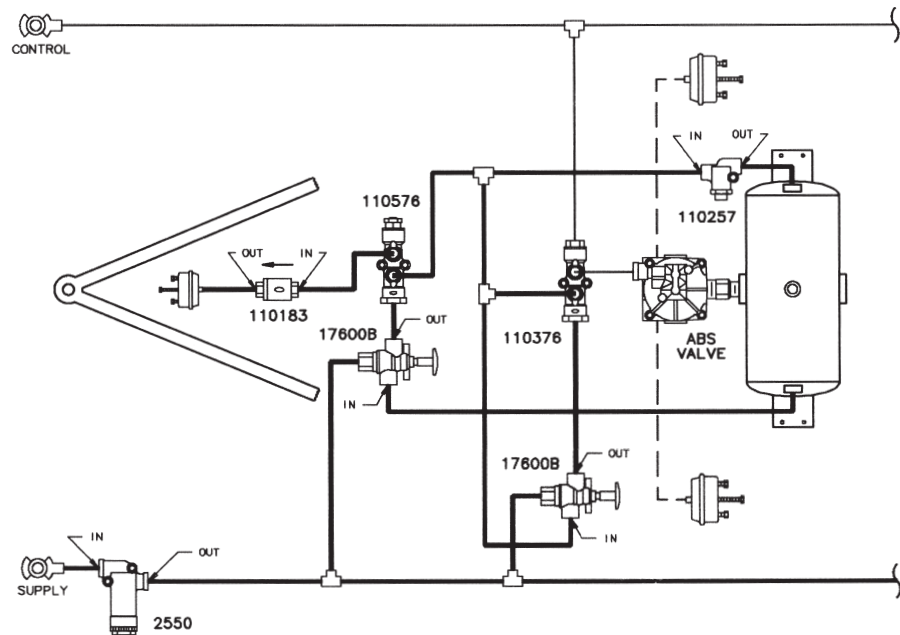 CONTROL
IN
OUT
110576
110257
OUT
IN
110183
17600B
OUT
110376
ABS
VALVE
IN
17600B
OUT
IN
IN
OUT
SUPPLY
2550